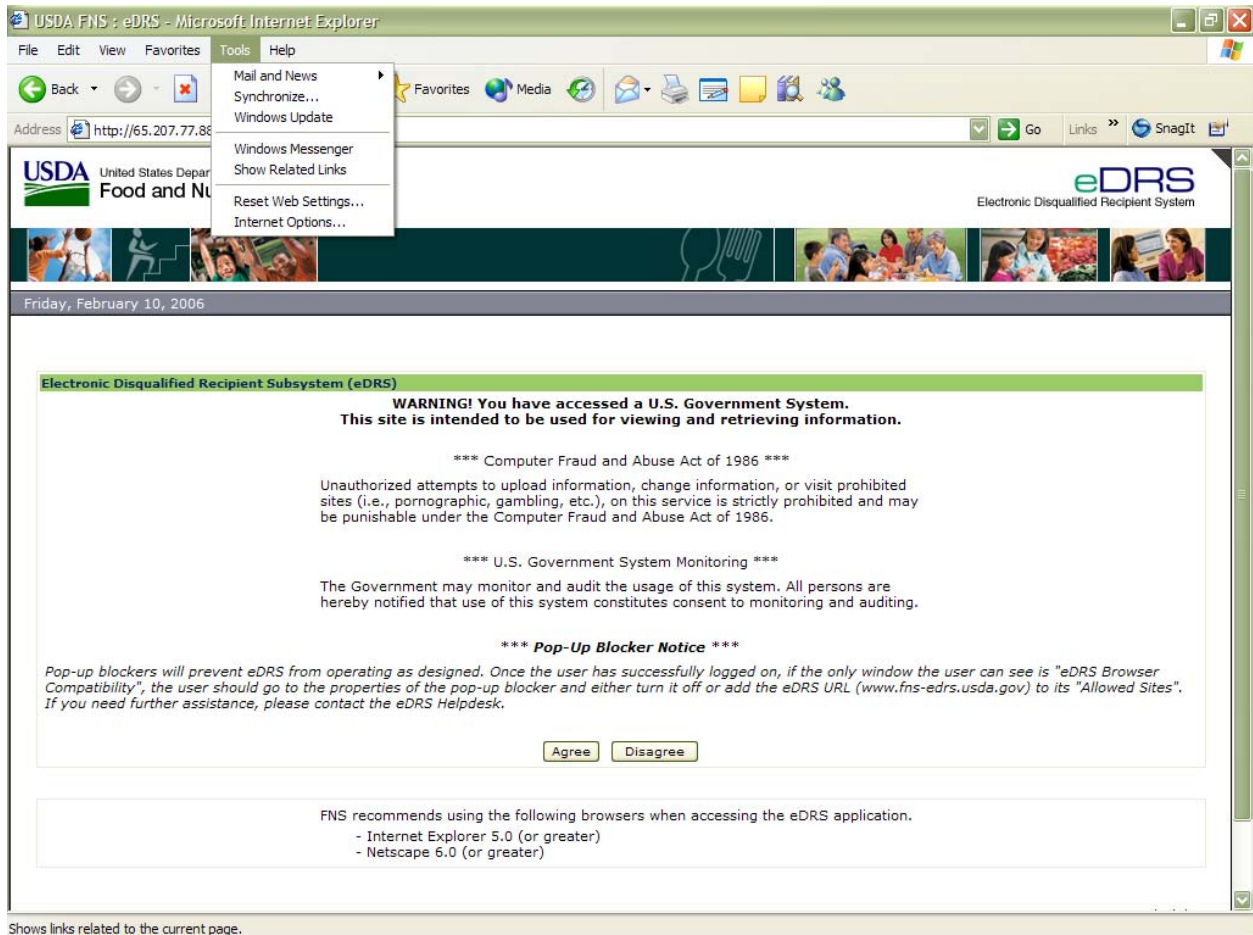 USDA FNS : eDRS - Microsoft Internet Explorer
File Edit View Favorites Tools Help
Back Favorites Media
Mail and News
Synchronize...
Windows Update
Windows Messenger
Show Related Links
Reset Web Settings...
Internet Options...
Address http://65.207.77.88 Go Links » SnagIt
USDA United States Depar
Food and Nu
eDRS
Electronic Disqualified Recipient System
Friday, February 10, 2006
Electronic Disqualified Recipient Subsystem (eDRS)
WARNING! You have accessed a U.S. Government System.
This site is intended to be used for viewing and retrieving information.
*** Computer Fraud and Abuse Act of 1986 ***
Unauthorized attempts to upload information, change information, or visit prohibited
sites (i.e., pornographic, gambling, etc.), on this service is strictly prohibited and may
be punishable under the Computer Fraud and Abuse Act of 1986.
*** U.S. Government System Monitoring ***
The Government may monitor and audit the usage of this system. All persons are
hereby notified that use of this system constitutes consent to monitoring and auditing.
*** Pop-Up Blocker Notice ***
Pop-up blockers will prevent eDRS from operating as designed. Once the user has successfully logged on, if the only window the user can see is "eDRS Browser
Compatibility", the user should go to the properties of the pop-up blocker and either turn it off or add the eDRS URL (www.fns-edrs.usda.gov) to its "Allowed Sites".
If you need further assistance, please contact the eDRS Helpdesk.
Agree Disagree
FNS recommends using the following browsers when accessing the eDRS application.
- Internet Explorer 5.0 (or greater)
- Netscape 6.0 (or greater)
Shows links related to the current page.